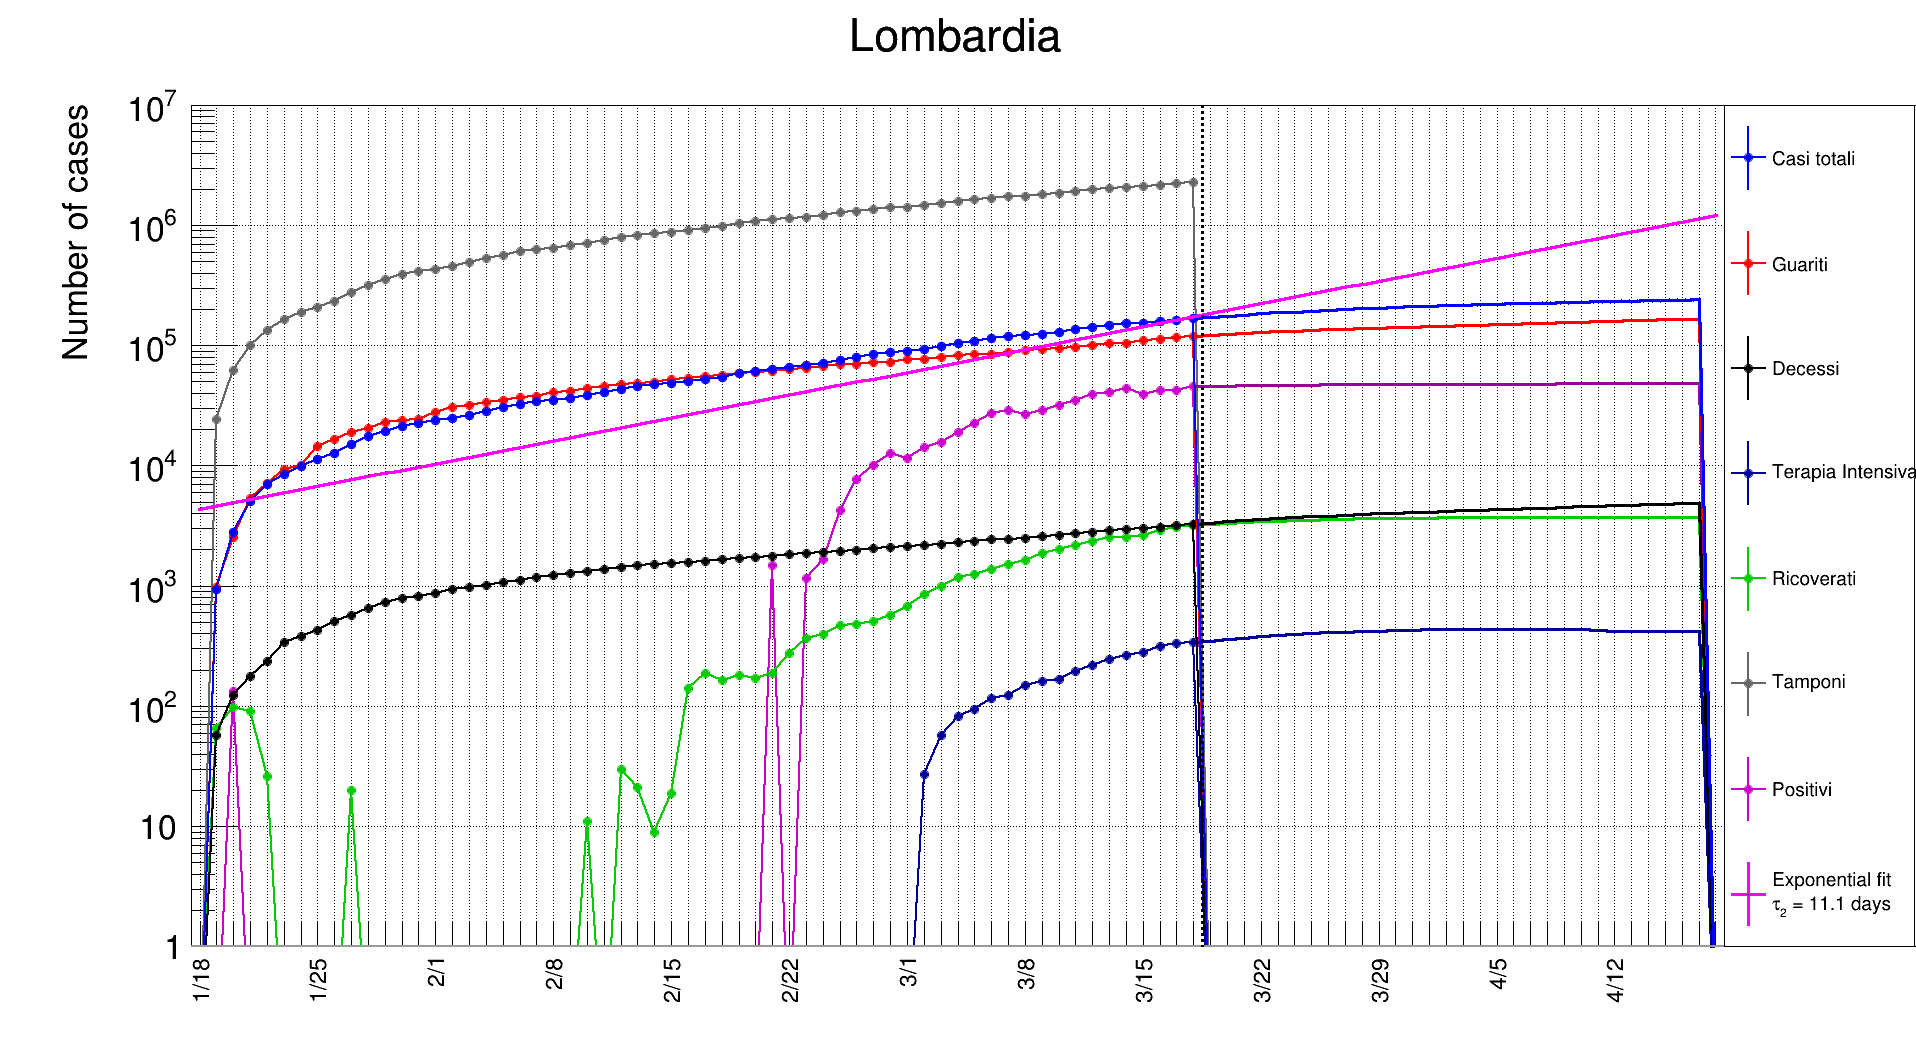 Lombardia
Number of cases
10^7
10^6
10^5
10^4
10^3
10^2
10
1
1/18
1/25
2/1
2/8
2/15
2/22
3/1
3/8
3/15
3/22
3/29
4/5
4/12
Casi totali
Guariti
Decessi
Terapia Intensiva
Ricoverati
Tamponi
Positivi
Exponential fit
τ₂ = 11.1 days